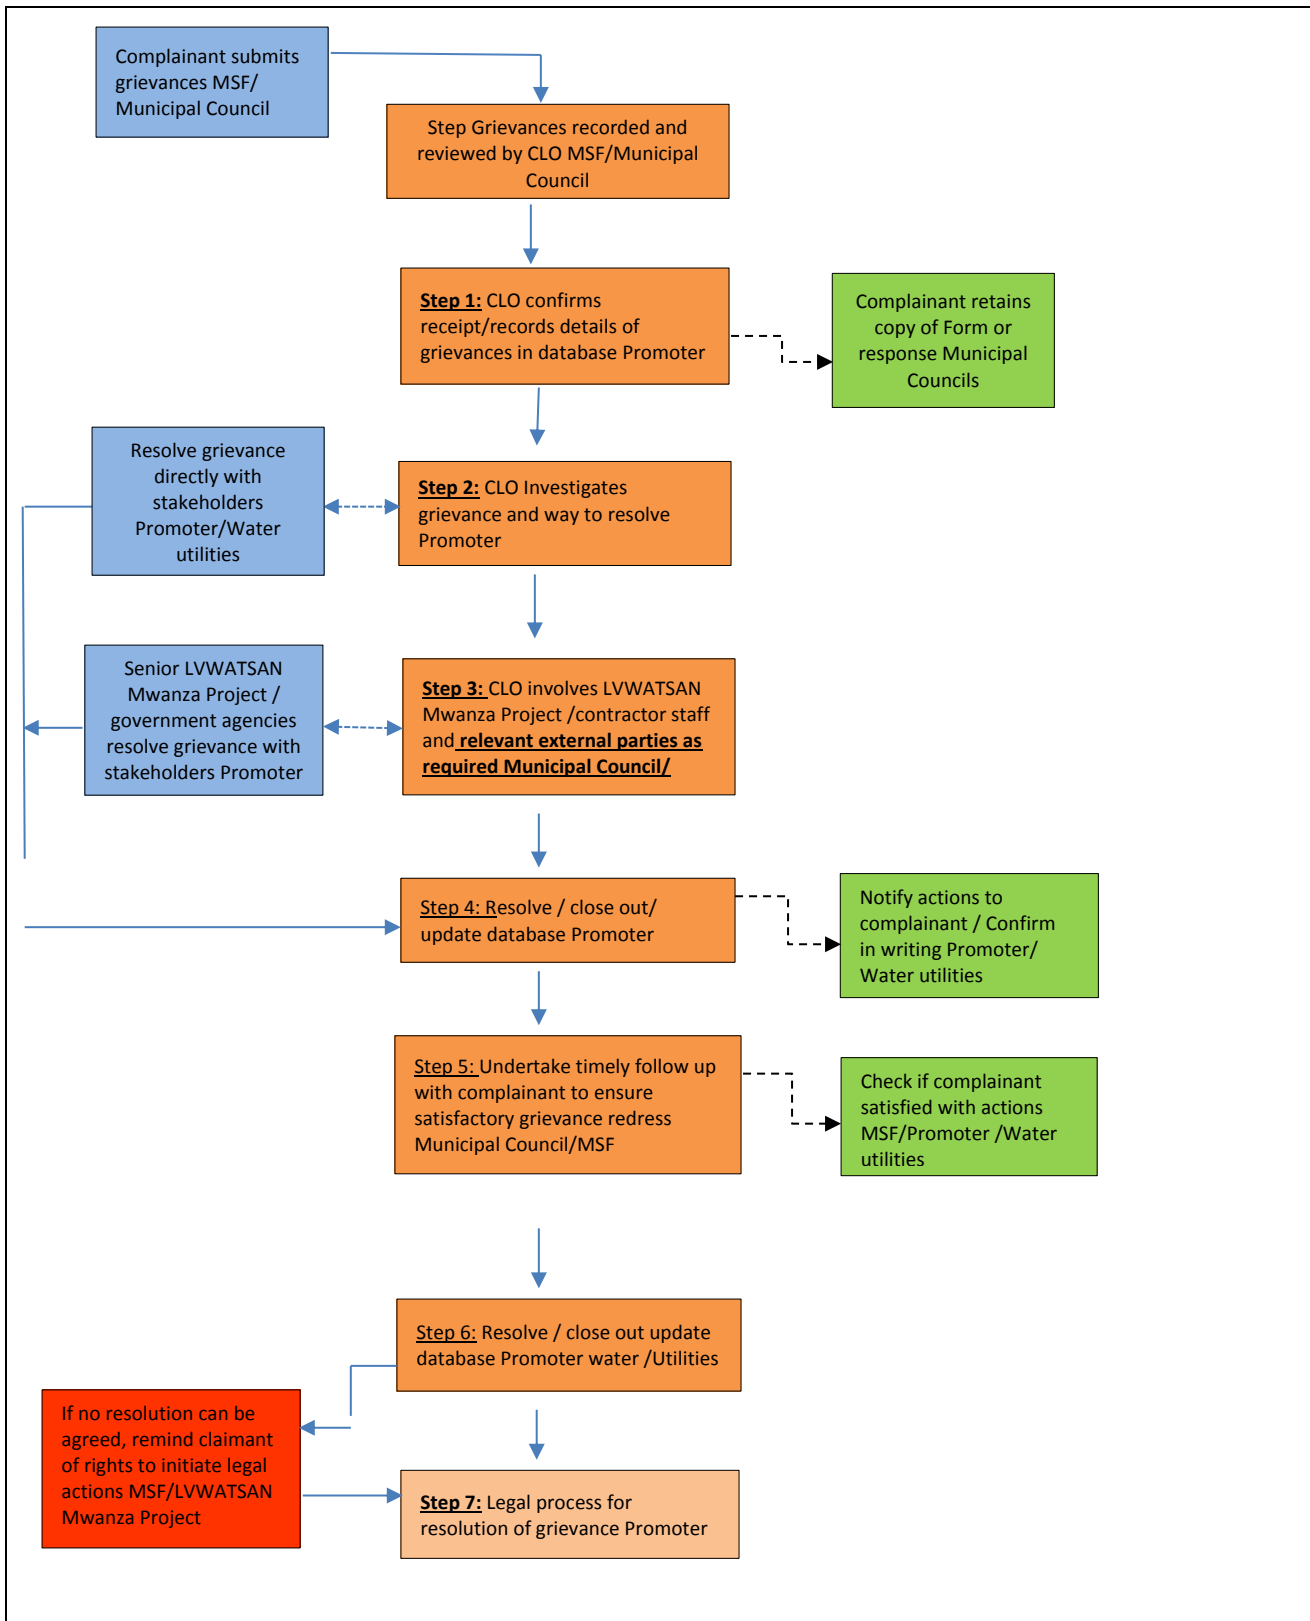 Complainant submits
grievances MSF/
Municipal Council
Step Grievances recorded and
reviewed by CLO MSF/Municipal
Council
Step 1: CLO confirms
receipt/records details of
grievances in database Promoter
Complainant retains
copy of Form or
response Municipal
Councils
Resolve grievance
directly with
stakeholders
Promoter/Water
utilities
Step 2: CLO Investigates
grievance and way to resolve
Promoter
Senior LVWATSAN
Mwanza Project /
government agencies
resolve grievance with
stakeholders Promoter
Step 3: CLO involves LVWATSAN
Mwanza Project /contractor staff
and relevant external parties as
required Municipal Council/
Step 4: Resolve / close out/
update database Promoter
Notify actions to
complainant / Confirm
in writing Promoter/
Water utilities
Step 5: Undertake timely follow up
with complainant to ensure
satisfactory grievance redress
Municipal Council/MSF
Check if complainant
satisfied with actions
MSF/Promoter /Water
utilities
Step 6: Resolve / close out update
database Promoter water /Utilities
If no resolution can be
agreed, remind claimant
of rights to initiate legal
actions MSF/LVWATSAN
Mwanza Project
Step 7: Legal process for
resolution of grievance Promoter